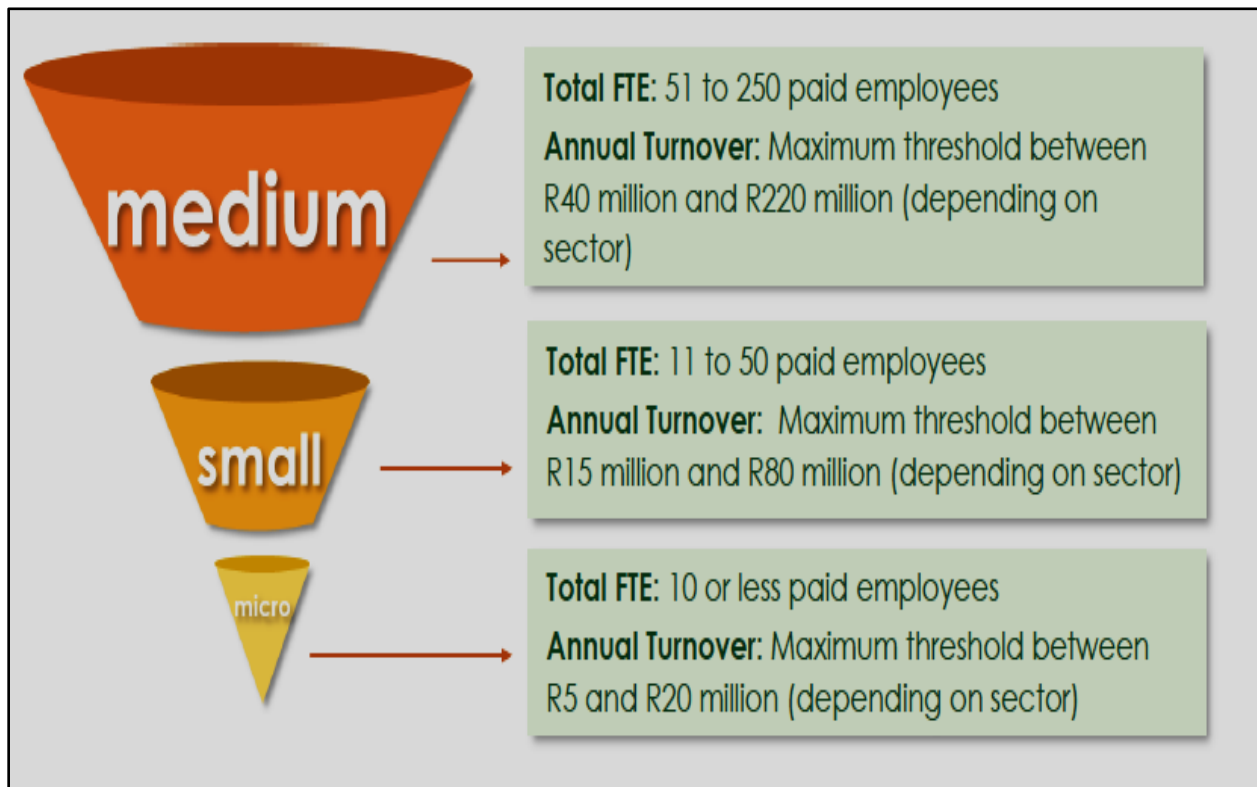 medium
Total FTE: 51 to 250 paid employees
Annual Turnover: Maximum threshold between
R40 million and R220 million (depending on
sector)
small
Total FTE: 11 to 50 paid employees
Annual Turnover:  Maximum threshold between
R15 million and R80 million (depending on sector)
micro
Total FTE: 10 or less paid employees
Annual Turnover: Maximum threshold between
R5 and R20 million (depending on sector)